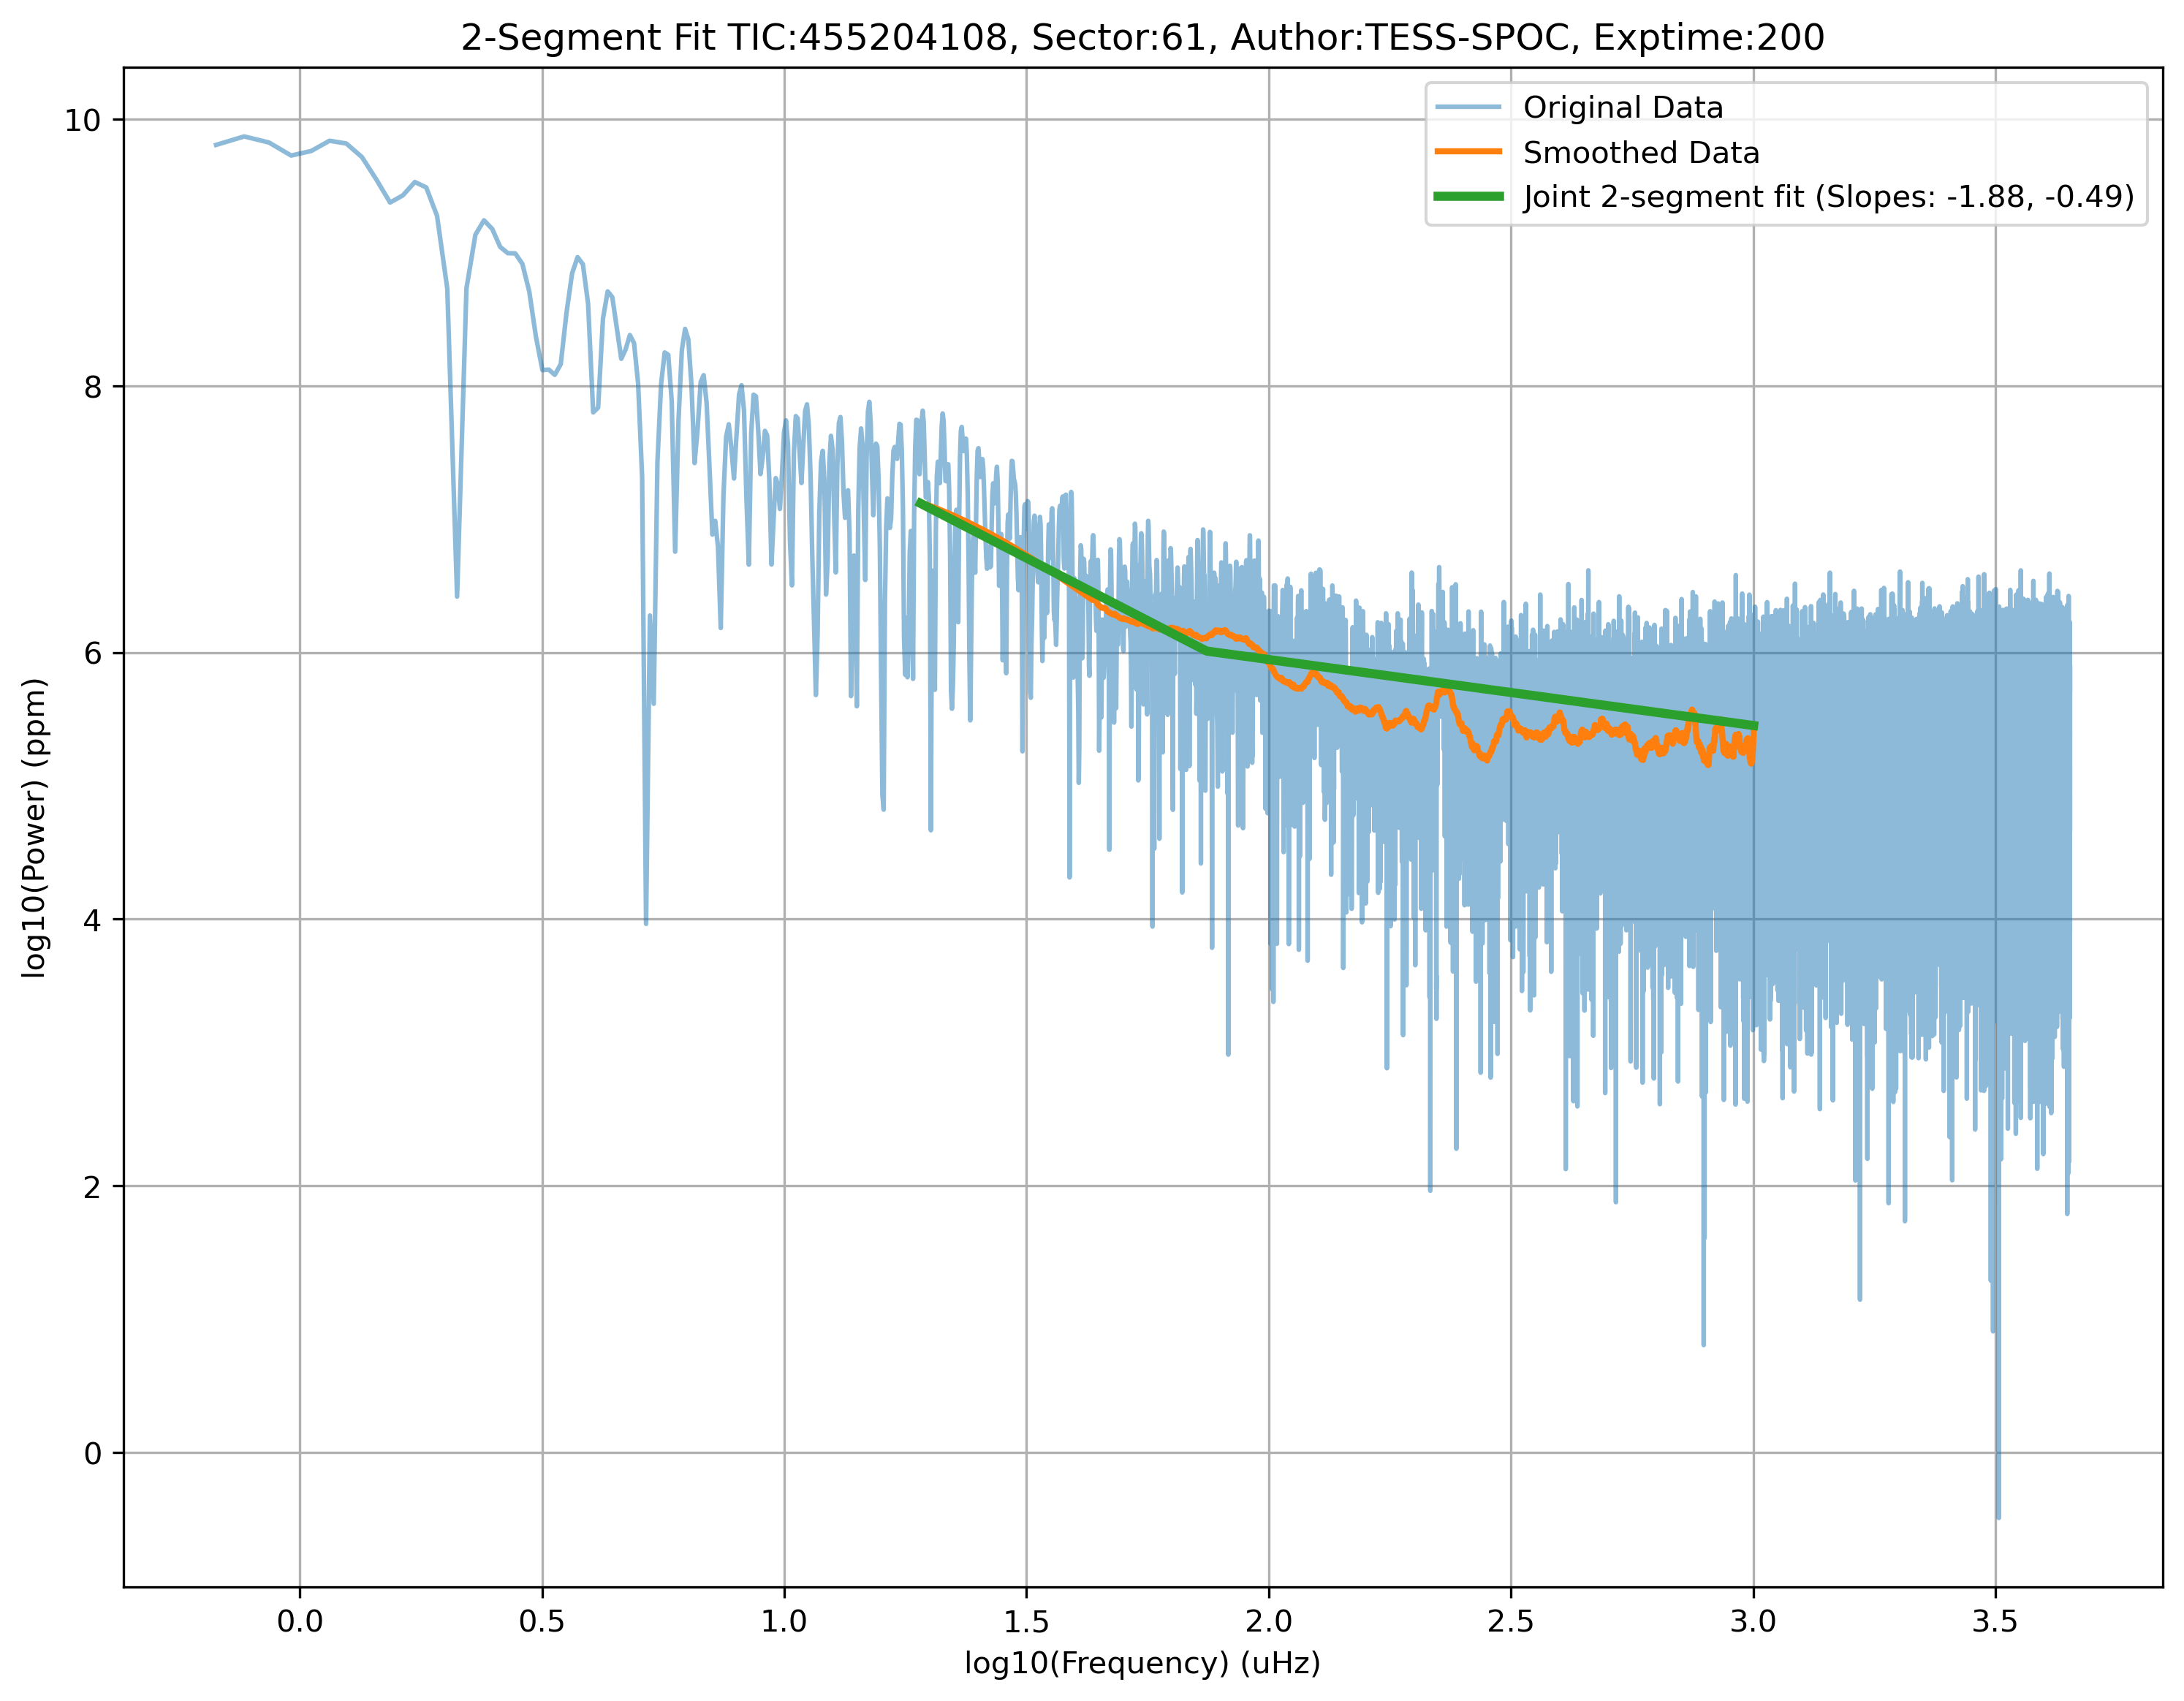 2-Segment Fit TIC:455204108, Sector:61, Author:TESS-SPOC, Exptime:200
Original Data
Smoothed Data
Joint 2-segment fit (Slopes: -1.88, -0.49)
log10(Power) (ppm)
10
8
6
4
2
0
0.0 0.5 1.0 1.5 2.0 2.5 3.0 3.5
log10(Frequency) (uHz)